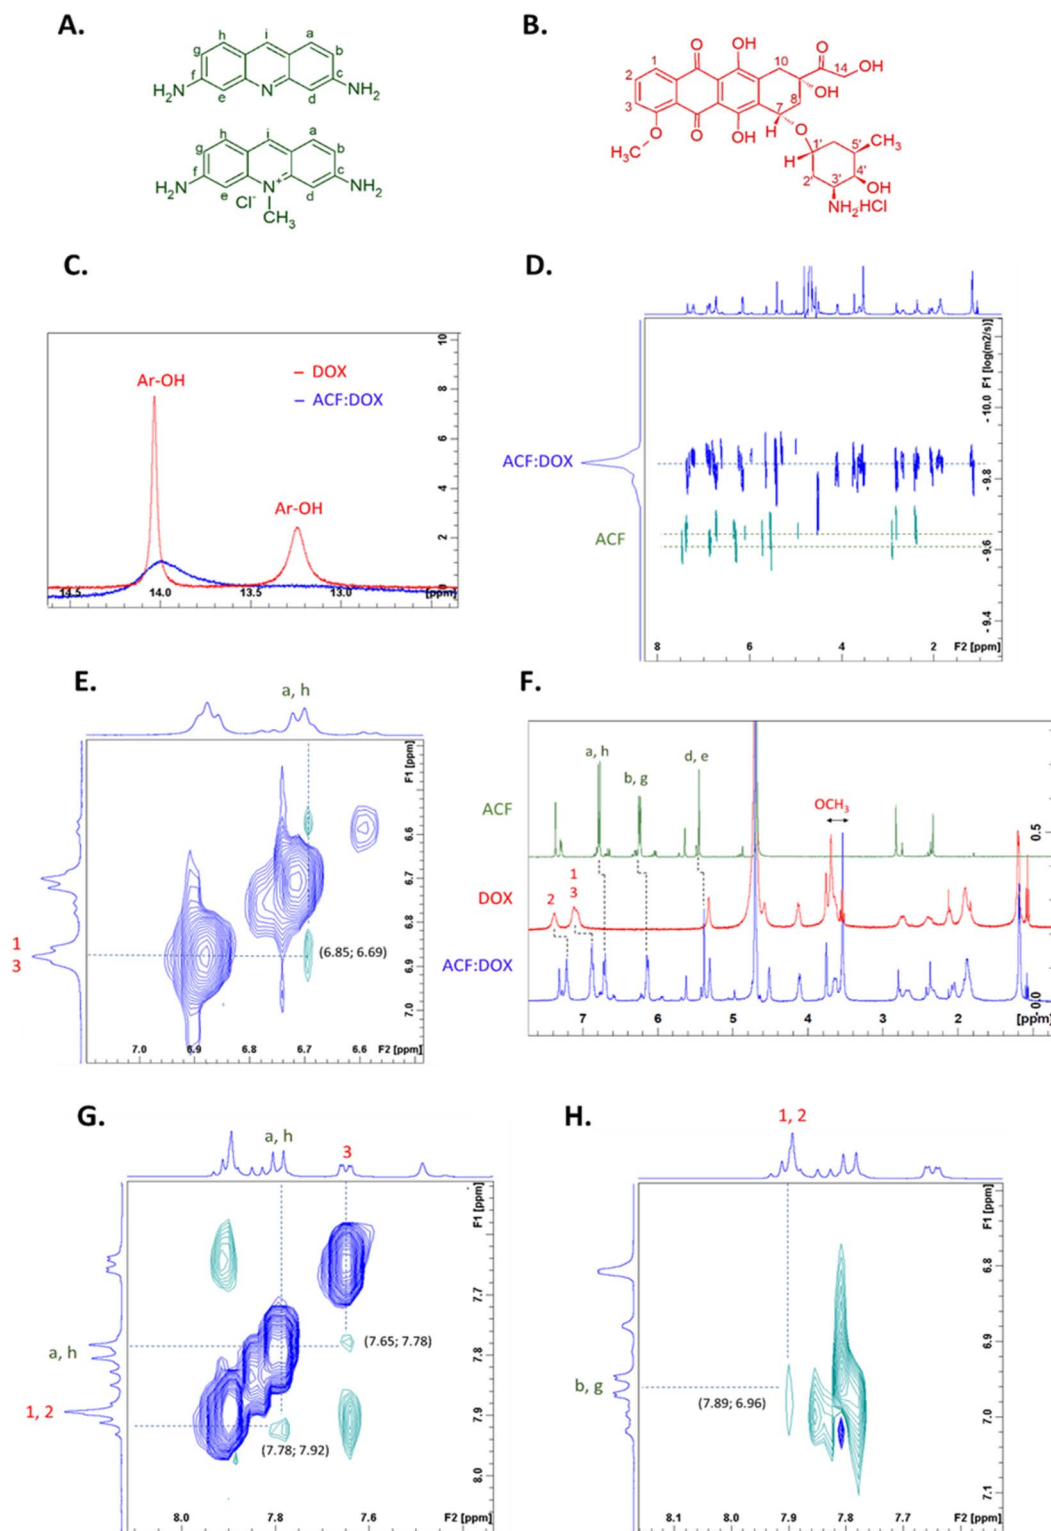 A.
B.
h i a
g b
f c
H₂N e N d NH₂
h i a
g b
f c
H₂N e N⁺ d NH₂
Cl⁻
CH₃
O OH 10 O 14 OH
1
2
3
8 OH
7
O O OH H
H₃C O
1' 5' CH₃
H
2' 4'
3' OH
NH₂HCl
C.
D.
DOX
ACF:DOX
Ar-OH
Ar-OH
10
8
6
4
2
0
14.5 14.0 13.5 13.0 [ppm]
F1 [log(m2/s)]
-10.0
-9.8
-9.6
-9.4
ACF:DOX
ACF
8 6 4 2 F2 [ppm]
E.
F.
a, h
F1 [ppm]
6.6
6.7
6.8
6.9
7.0
1
3
(6.85; 6.69)
7.0 6.9 6.8 6.7 6.6 F2 [ppm]
a, h
b, g
d, e
ACF
OCH₃
DOX
2
1
3
ACF:DOX
0.5
0.0
7 6 5 4 3 2 [ppm]
G.
H.
a, h
3
F1 [ppm]
7.7
7.8
7.9
8.0
a, h
1, 2
(7.65; 7.78)
(7.78; 7.92)
8.0 7.8 7.6 F2 [ppm]
1, 2
F1 [ppm]
6.8
6.9
7.0
7.1
b, g
(7.89; 6.96)
8.1 8.0 7.9 7.8 7.7 F2 [ppm]